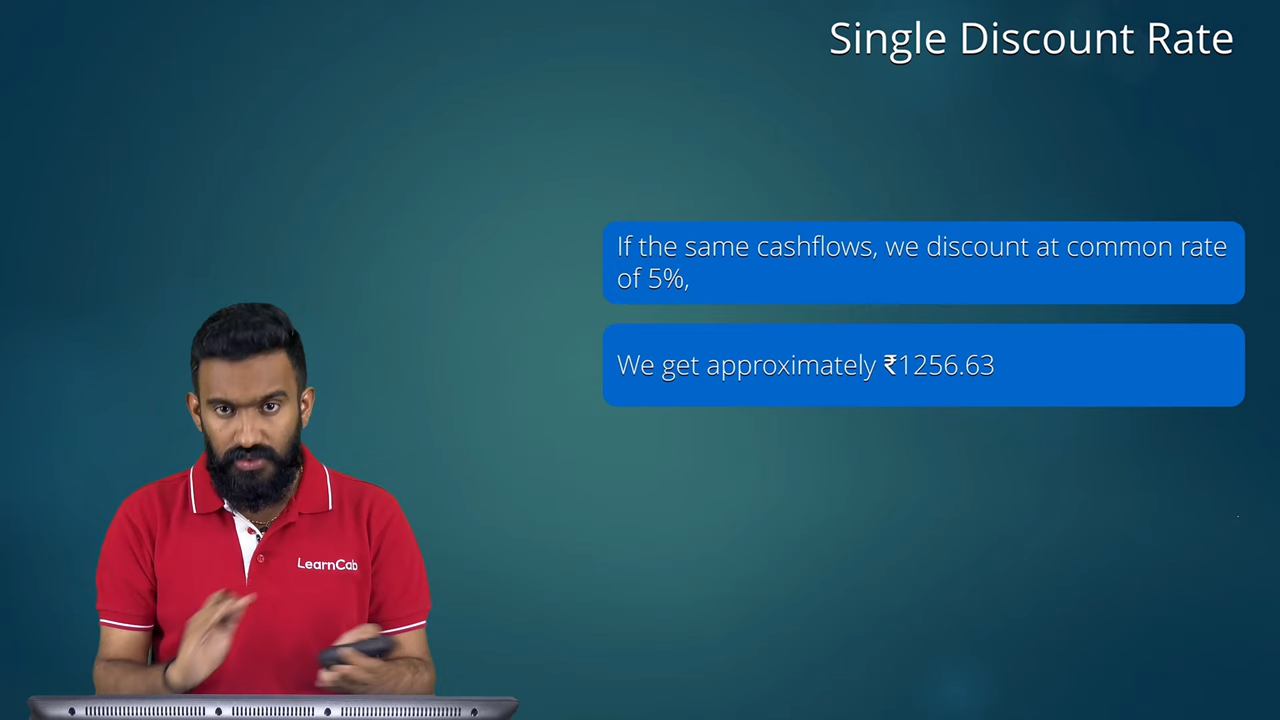 Single Discount Rate
If the same cashflows, we discount at common rate
of 5%,
We get approximately ₹1256.63
LearnCab